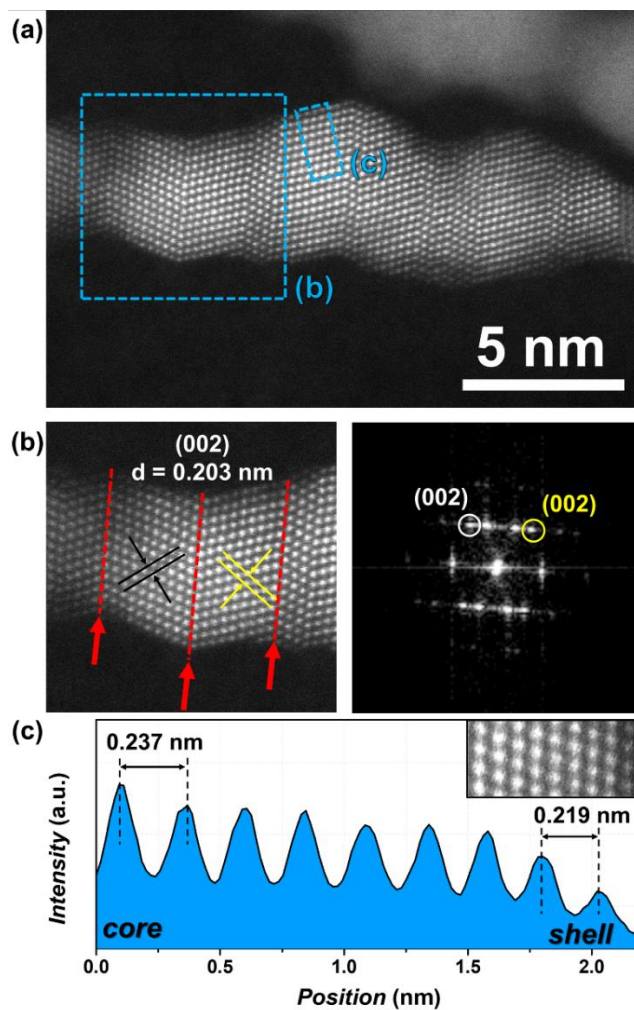 (a)
(c)
(b)
5 nm
(b)
(002)
d = 0.203 nm
(002)
(002)
(c)
0.237 nm
0.219 nm
Intensity (a.u.)
core
shell
0.0
0.5
1.0
1.5
2.0
Position (nm)